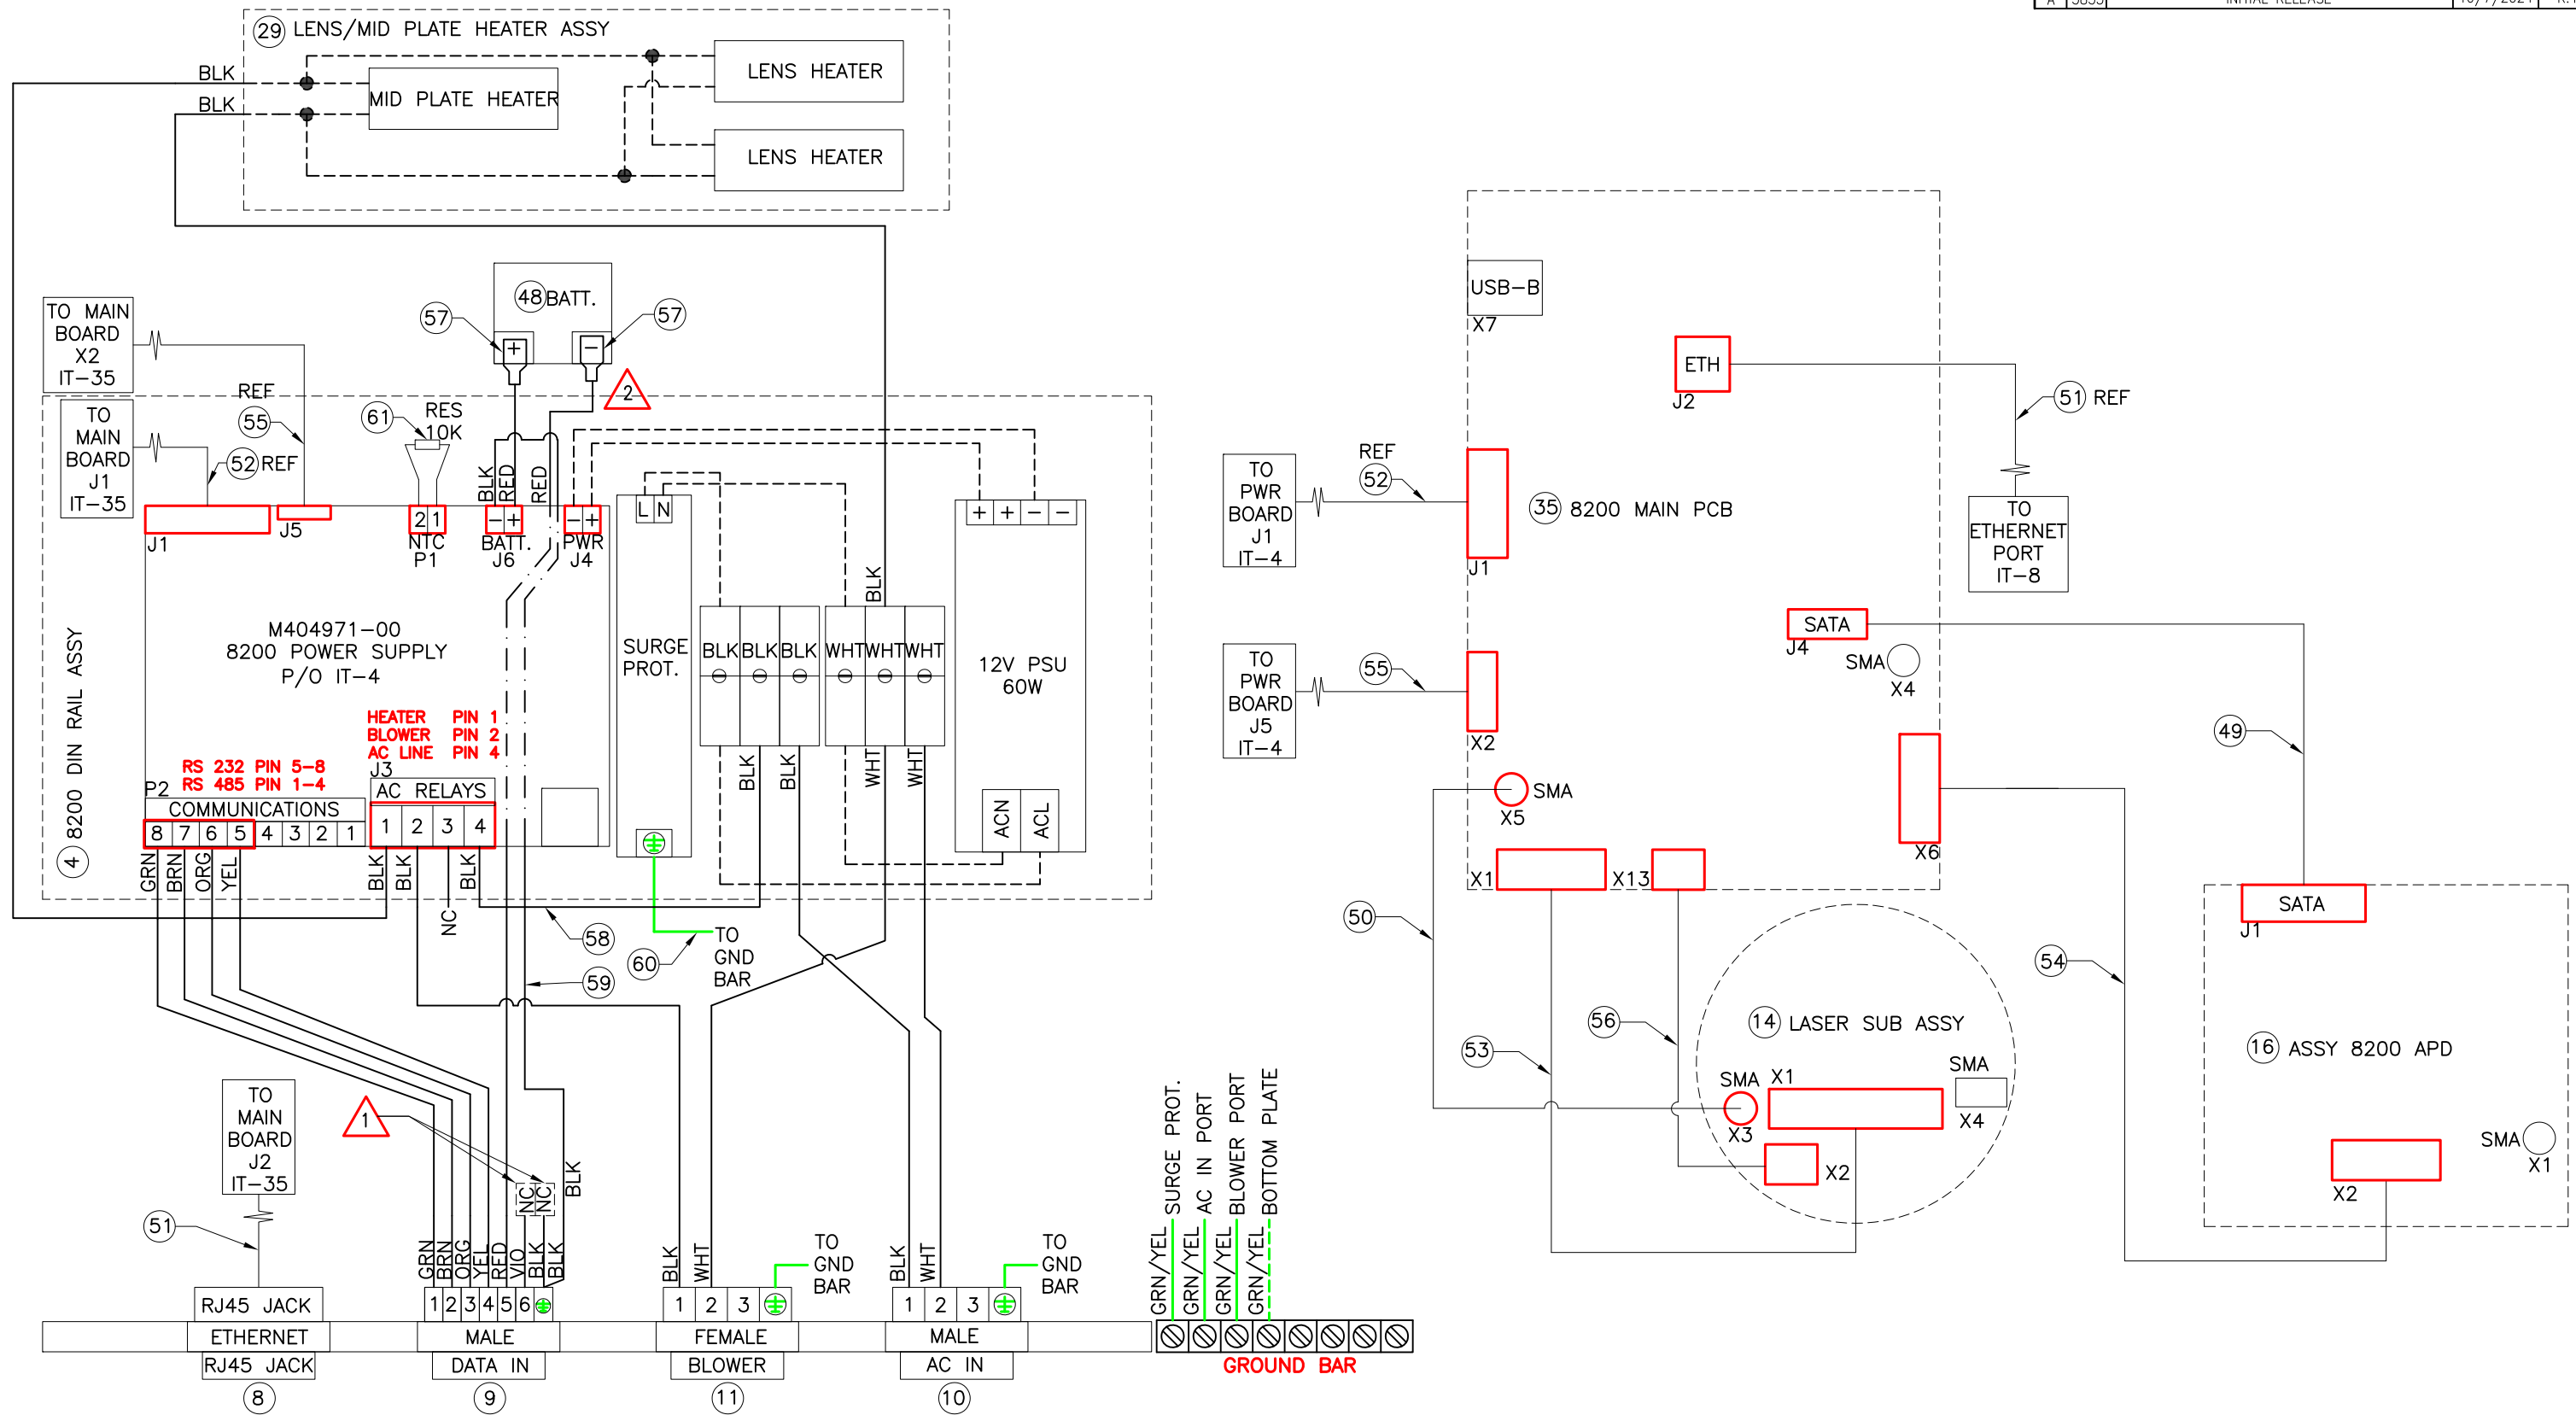 A 5855 INITIAL RELEASE
29 LENS/MID PLATE HEATER ASSY
BLK
BLK
MID PLATE HEATER
LENS HEATER
LENS HEATER
48 BATT.
57
57
+
−
2
TO MAIN
BOARD
X2
IT-35
TO
MAIN
BOARD
J1
IT-35
REF
55
52 REF
61
RES
10K
BLK
RED
RED
J1
J5
2 1
NTC
P1
− +
BATT.
J6
− +
PWR
J4
L N
+ + − −
BLK
M404971-00
8200 POWER SUPPLY
P/O IT-4
SURGE
PROT.
BLK BLK BLK
WHT WHT WHT
12V PSU
60W
4 8200 DIN RAIL ASSY
HEATER PIN 1
BLOWER PIN 2
AC LINE PIN 4
RS 232 PIN 5-8
RS 485 PIN 1-4
P2
COMMUNICATIONS
8 7 6 5 4 3 2 1
J3
AC RELAYS
1 2 3 4
BLK
BLK
WHT
WHT
ACN
ACL
GRN
BRN
ORG
YEL
BLK
BLK
NC
BLK
58
59
60
TO
GND
BAR
TO
MAIN
BOARD
J2
IT-35
51
1
NC
NC
BLK
GRN
BRN
ORG
YEL
RED
VIO
BLK
BLK
BLK
WHT
TO
GND
BAR
BLK
WHT
TO
GND
BAR
RJ45 JACK
ETHERNET
RJ45 JACK
8
1 2 3 4 5 6
MALE
DATA IN
9
1 2 3
FEMALE
BLOWER
11
1 2 3
MALE
AC IN
10
GRN/YEL SURGE PROT.
GRN/YEL AC IN PORT
GRN/YEL BLOWER PORT
GRN/YEL BOTTOM PLATE
GROUND BAR
USB-B
X7
ETH
J2
51 REF
TO
ETHERNET
PORT
IT-8
TO
PWR
BOARD
J1
IT-4
REF
52
J1
35 8200 MAIN PCB
TO
PWR
BOARD
J5
IT-4
55
X2
SATA
J4
SMA
X4
SMA
X5
X6
X1
X13
49
50
53
56
54
14 LASER SUB ASSY
SMA
X3
X1
SMA
X4
X2
SATA
J1
16 ASSY 8200 APD
X2
SMA
X1